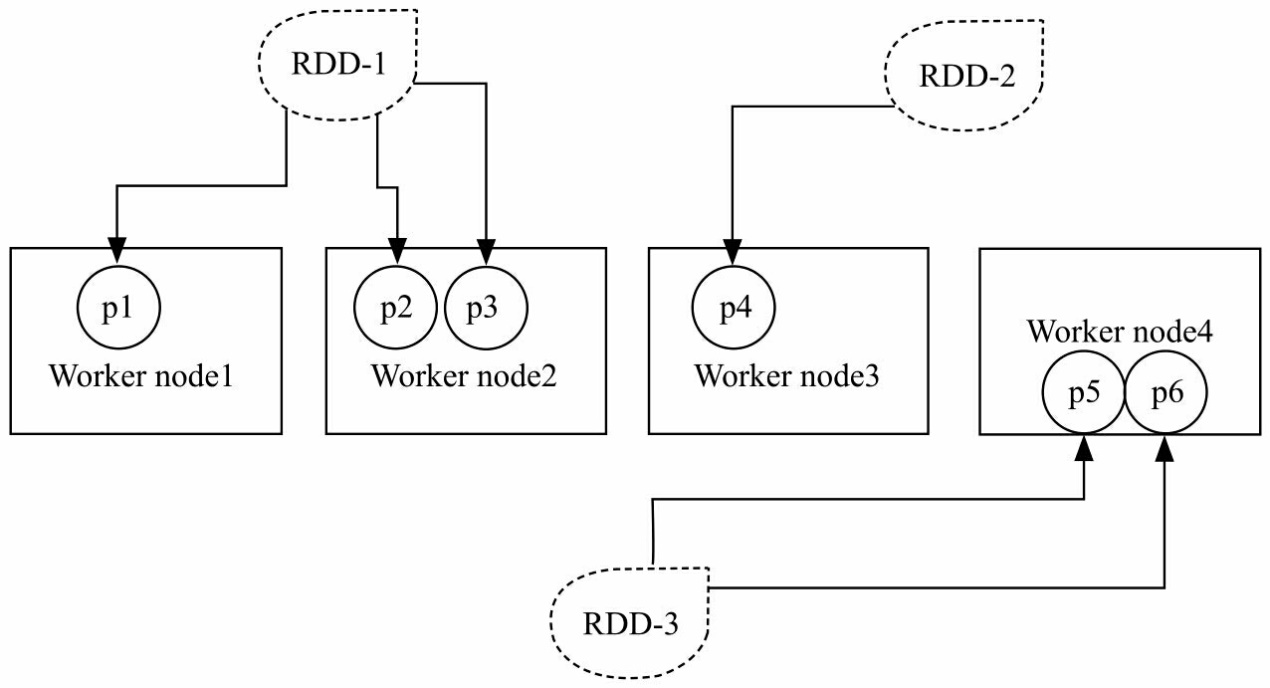 RDD-1
RDD-2
p1
p2
p3
p4
Worker node1
Worker node2
Worker node3
Worker node4
p5
p6
RDD-3